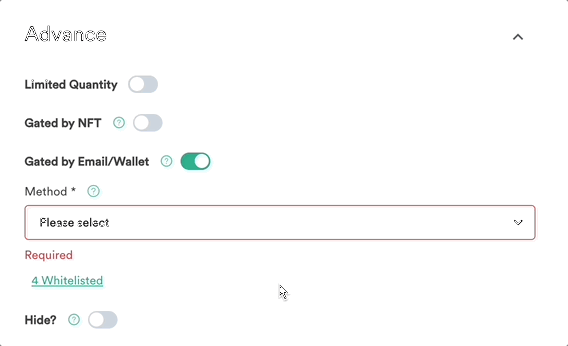 Advance
Limited Quantity
Gated by NFT ?
Gated by Email/Wallet ?
Method * ?
Please select
Required
4 Whitelisted
Hide? ?